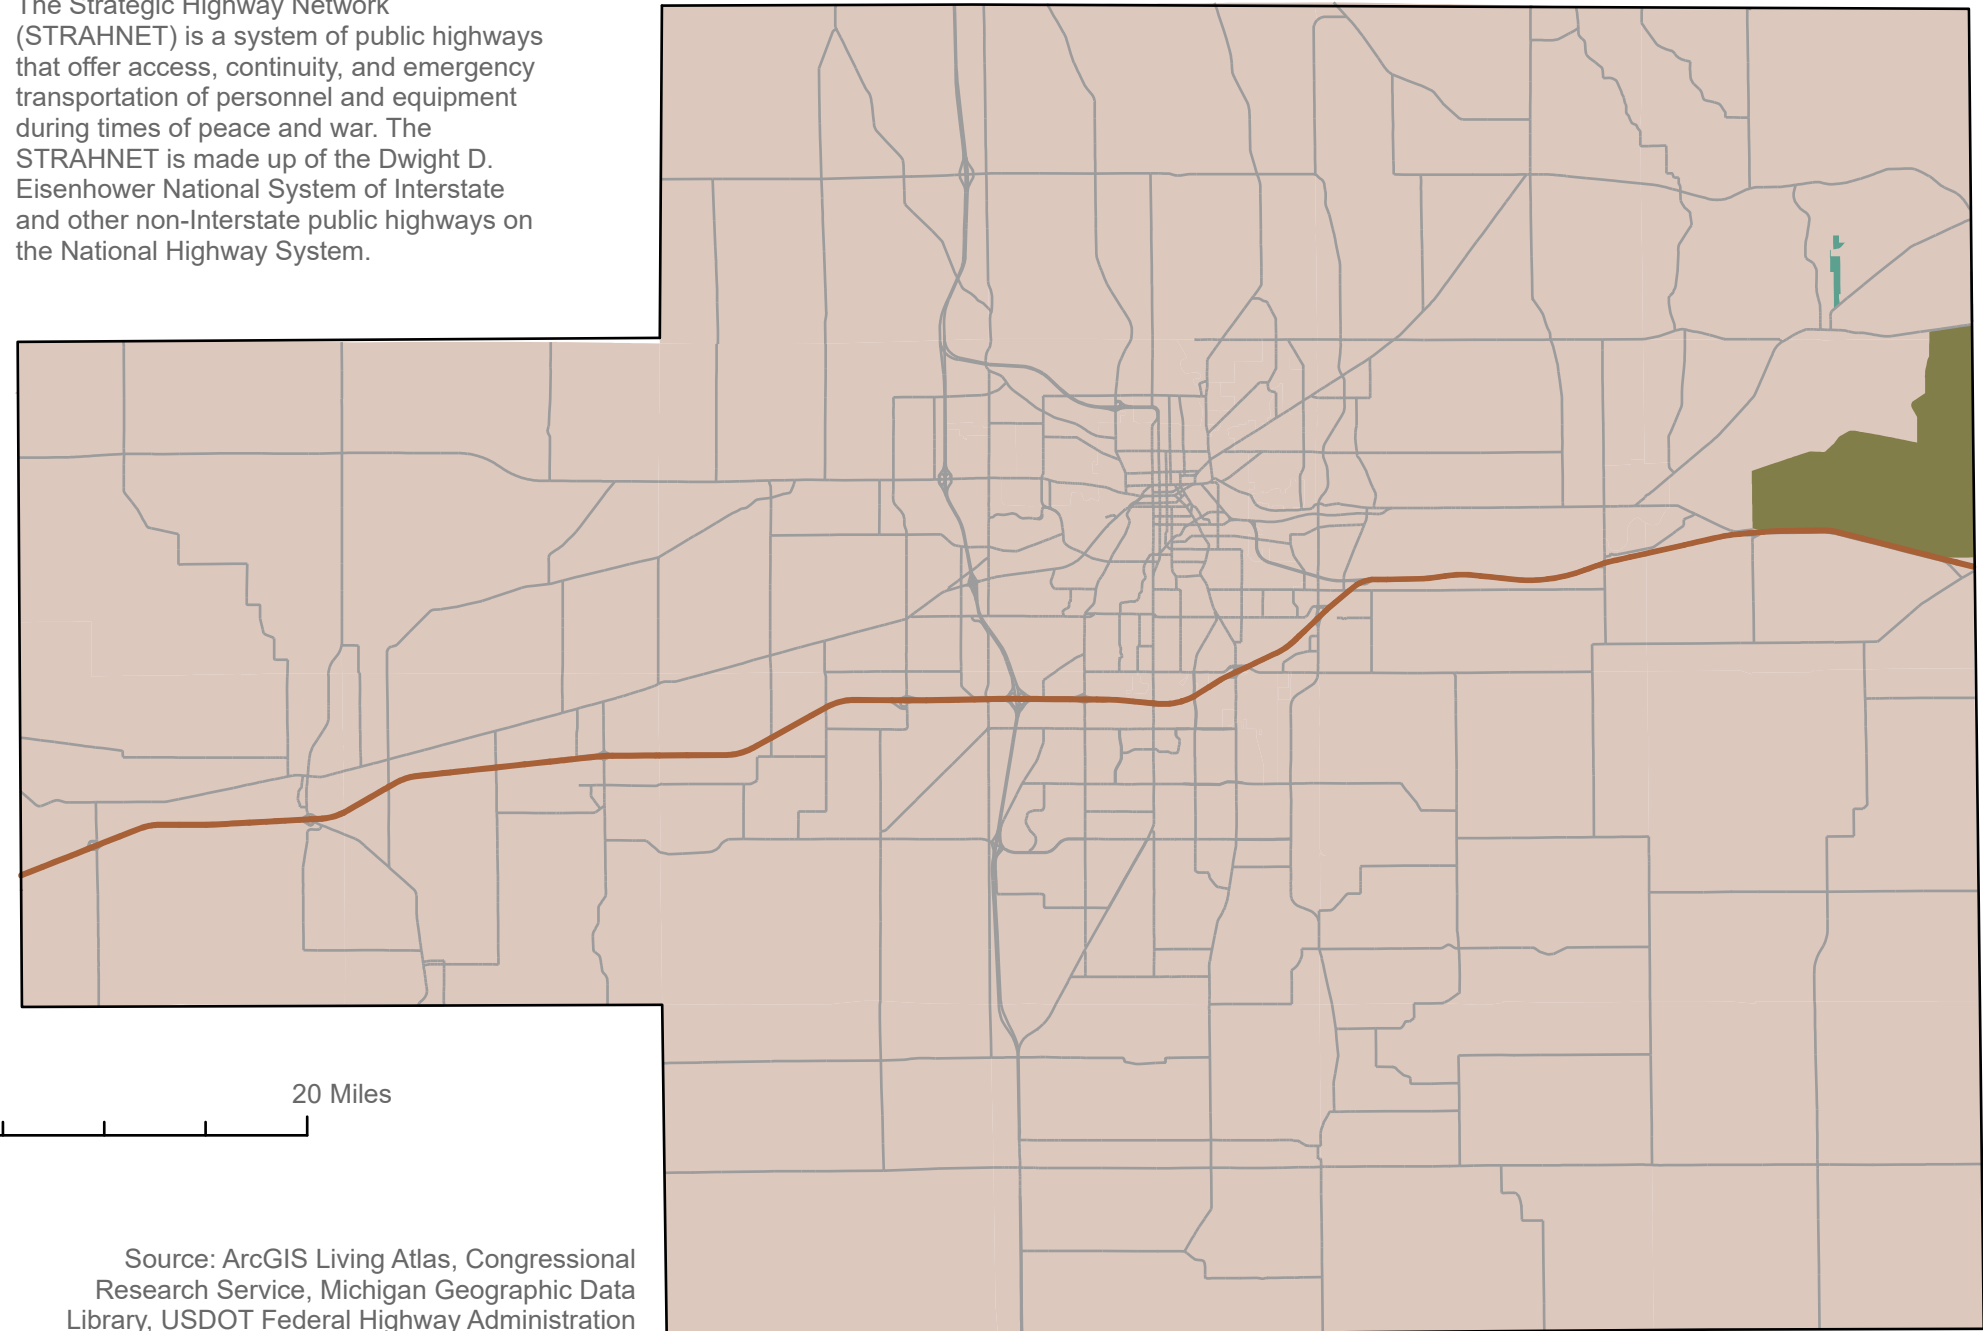 The Strategic Highway Network
(STRAHNET) is a system of public highways
that offer access, continuity, and emergency
transportation of personnel and equipment
during times of peace and war. The
STRAHNET is made up of the Dwight D.
Eisenhower National System of Interstate
and other non-Interstate public highways on
the National Highway System.
20 Miles
Source: ArcGIS Living Atlas, Congressional
Research Service, Michigan Geographic Data
Library, USDOT Federal Highway Administration